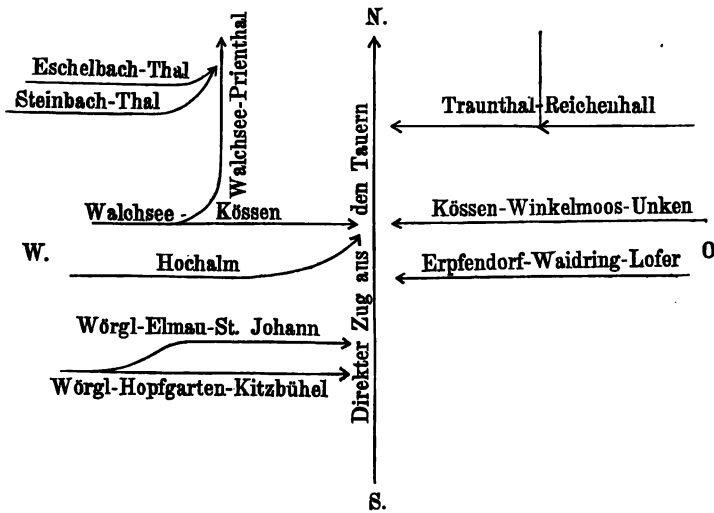 N.
Eschelbach-Thal
Steinbach-Thal
Walchsee-Prienthal
Traunthal-Reichenhall
Walchsee - Kössen
Kössen-Winkelmoos-Unken
W.
O
Hochalm
Erpfendorf-Waidring-Lofer
Direkter Zug aus den Tauern
Wörgl-Elmau-St. Johann
Wörgl-Hopfgarten-Kitzbühel
S.